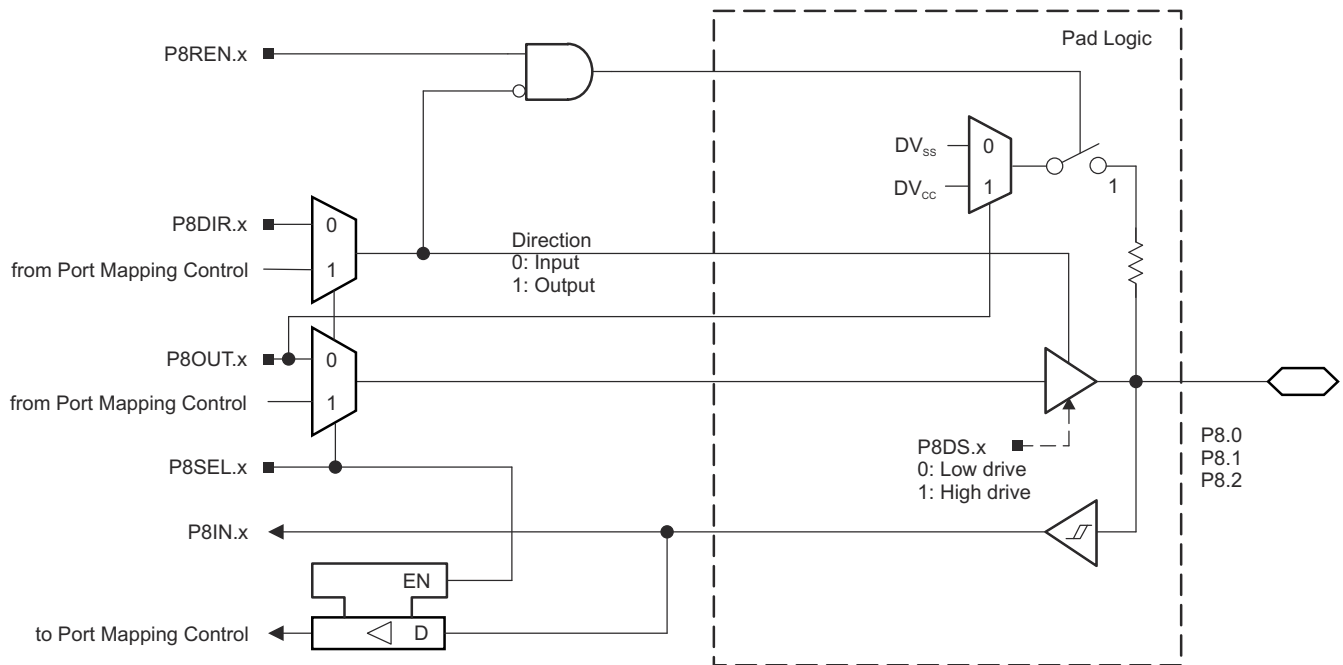 Pad Logic
P8REN.x
DVss
0
DVcc
1
1
P8DIR.x
0
from Port Mapping Control
1
Direction
0: Input
1: Output
P8OUT.x
0
from Port Mapping Control
1
P8DS.x
0: Low drive
1: High drive
P8.0
P8.1
P8.2
P8SEL.x
P8IN.x
EN
to Port Mapping Control
D